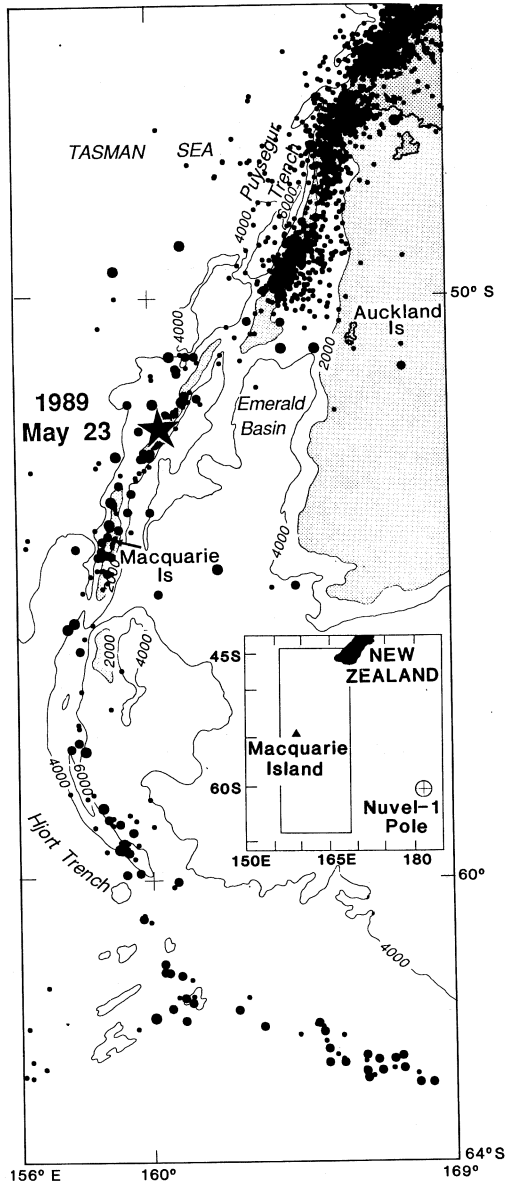 TASMAN SEA
Puysegur
Trench
4000
6000
50° S
4000
Auckland
Is
2000
1989
May 23
Emerald
Basin
4000
Macquarie
Is
2000
2000
4000
45S
NEW
ZEALAND
Macquarie
Island
60S
Nuvel-1
Pole
150E 165E 180
4000
6000
Hjort Trench
60°
4000
64° S
156° E 160° 169°